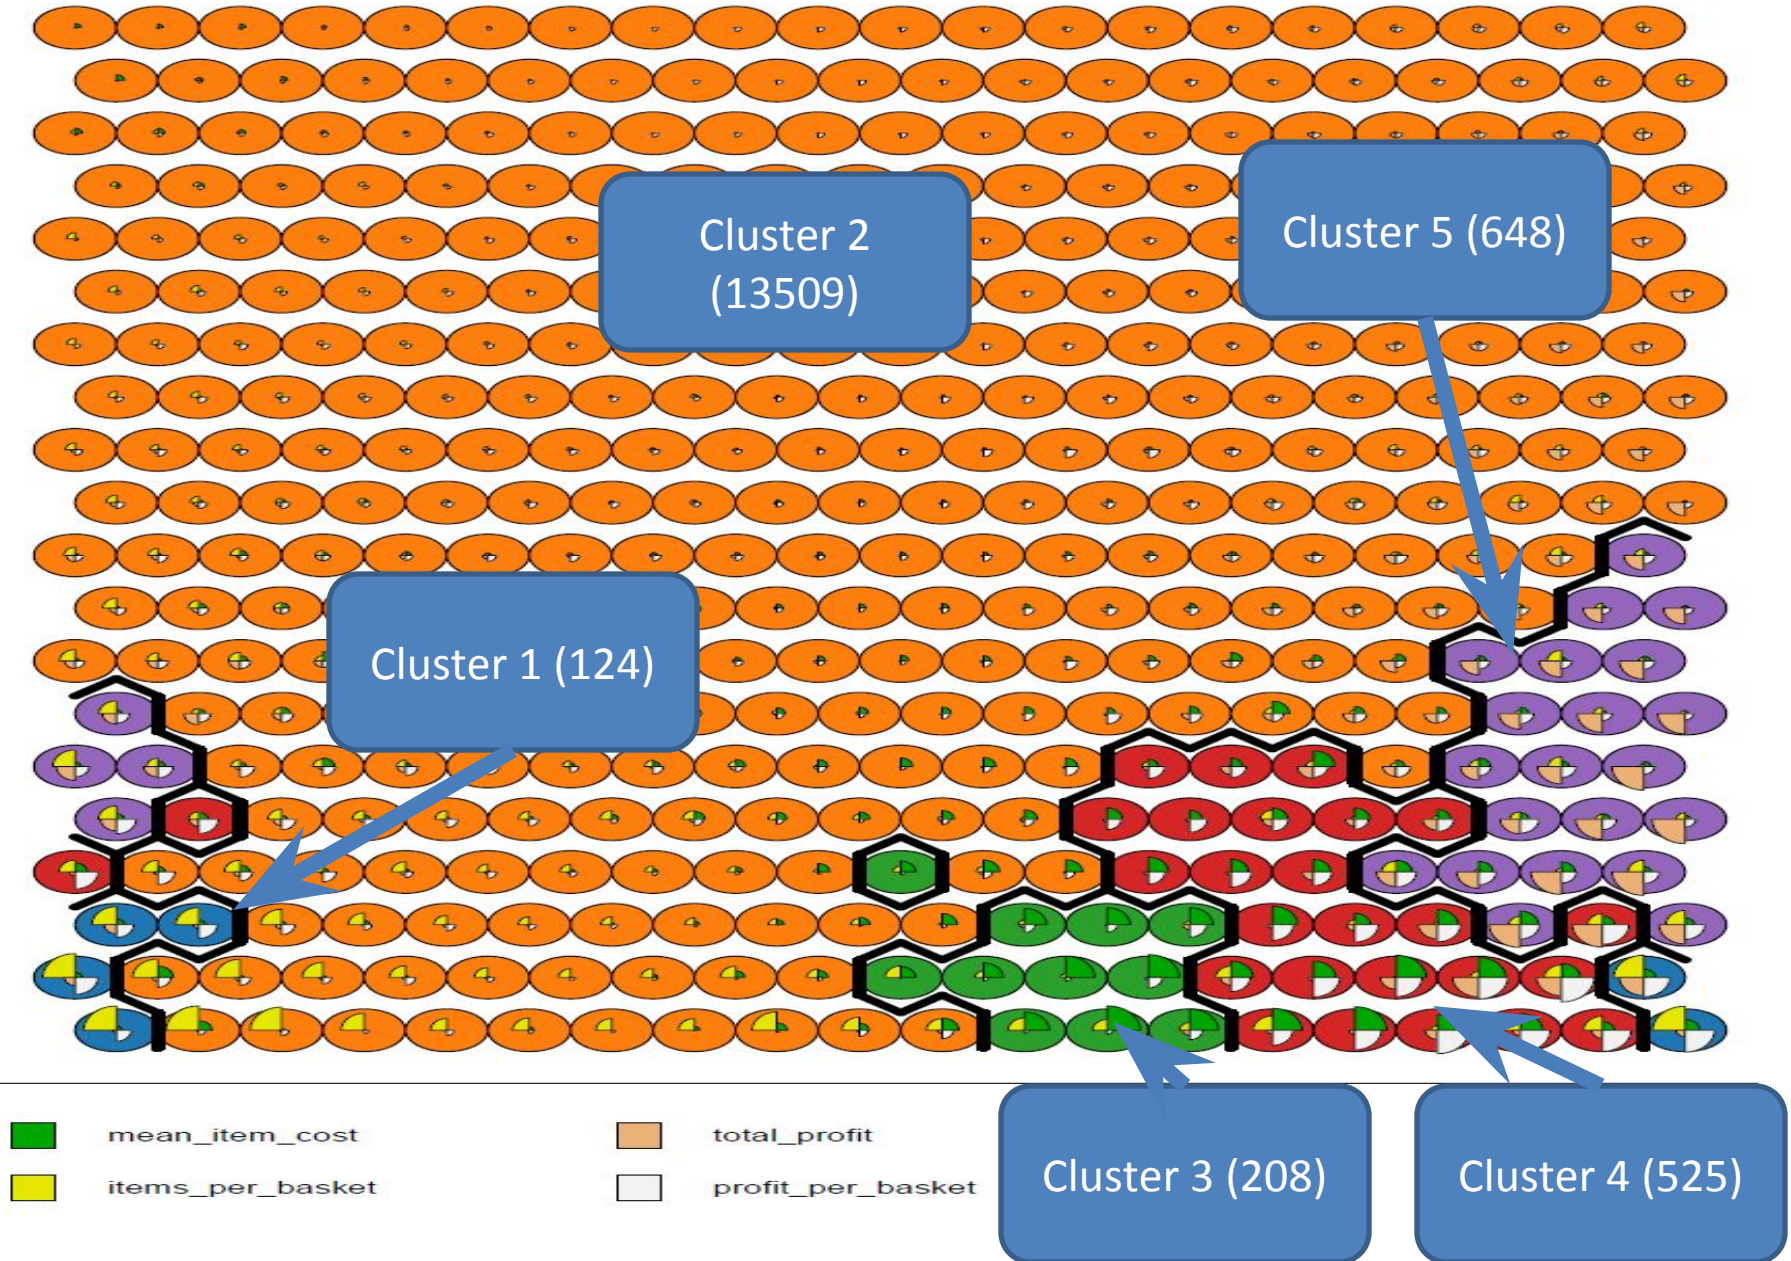 Cluster 2
(13509)
Cluster 5 (648)
Cluster 1 (124)
mean_item_cost
total_profit
items_per_basket
profit_per_basket
Cluster 3 (208)
Cluster 4 (525)